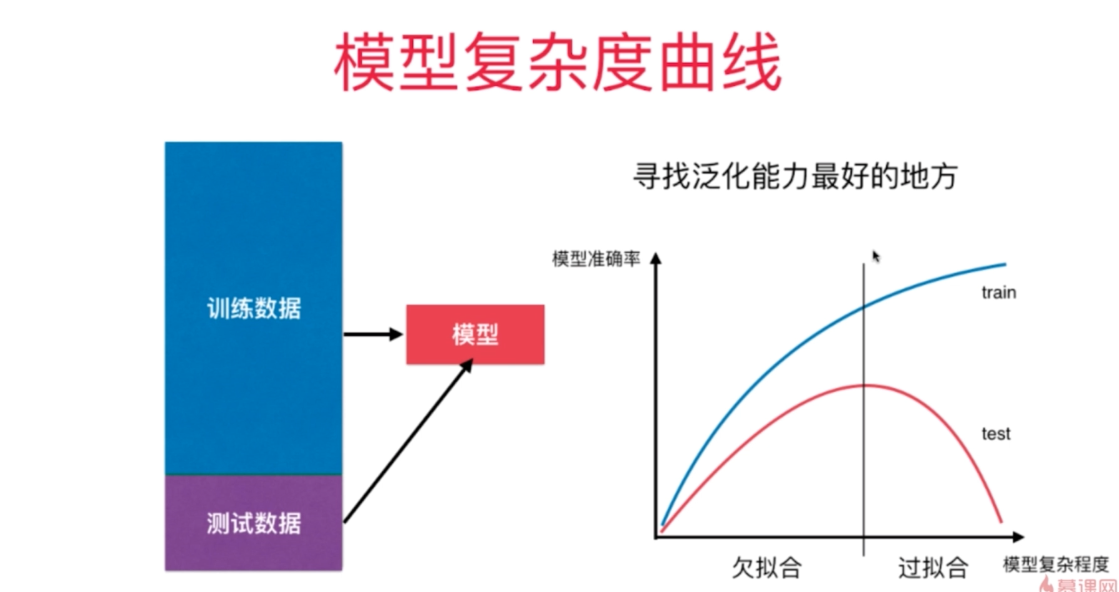 模型复杂度曲线
寻找泛化能力最好的地方
训练数据
测试数据
模型
模型准确率
train
test
欠拟合
过拟合
模型复杂程度
慕课网